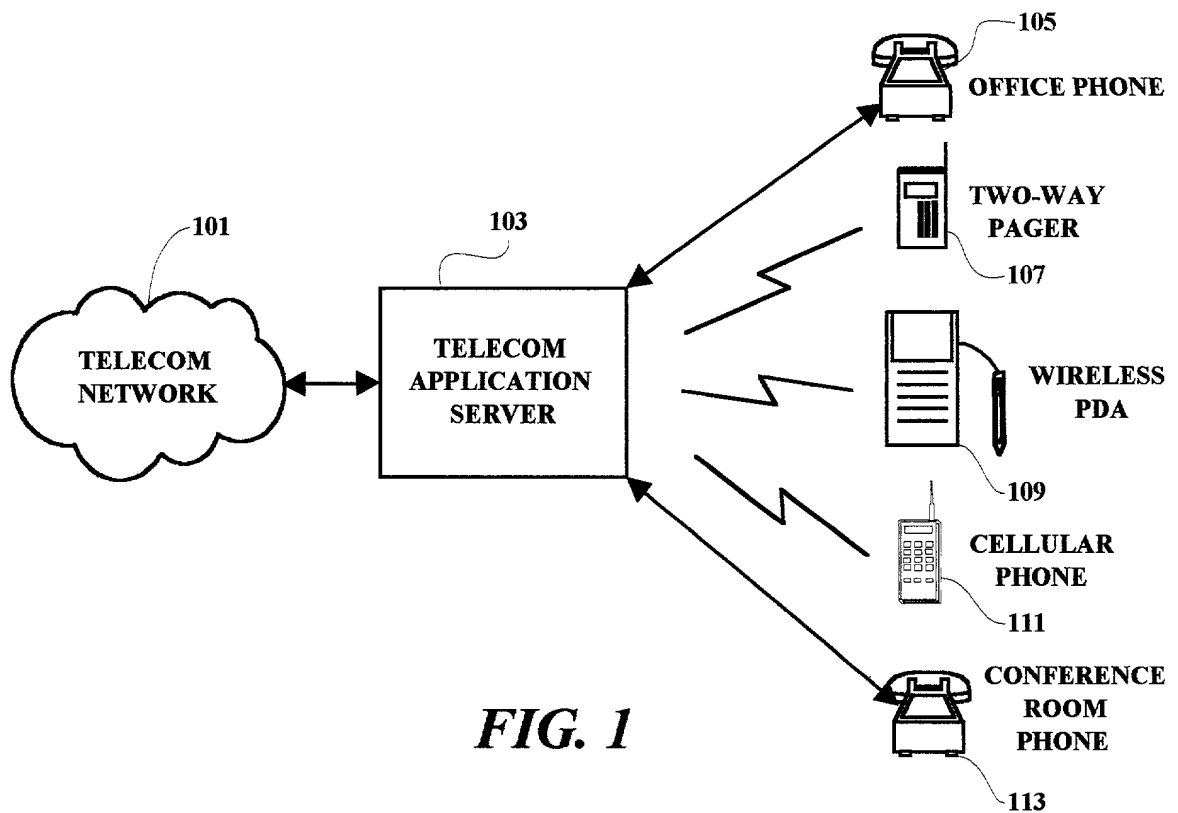 105
OFFICE PHONE
TWO-WAY
PAGER
107
101
103
TELECOM
NETWORK
TELECOM
APPLICATION
SERVER
WIRELESS
PDA
109
CELLULAR
PHONE
111
CONFERENCE
ROOM
PHONE
113
FIG. 1